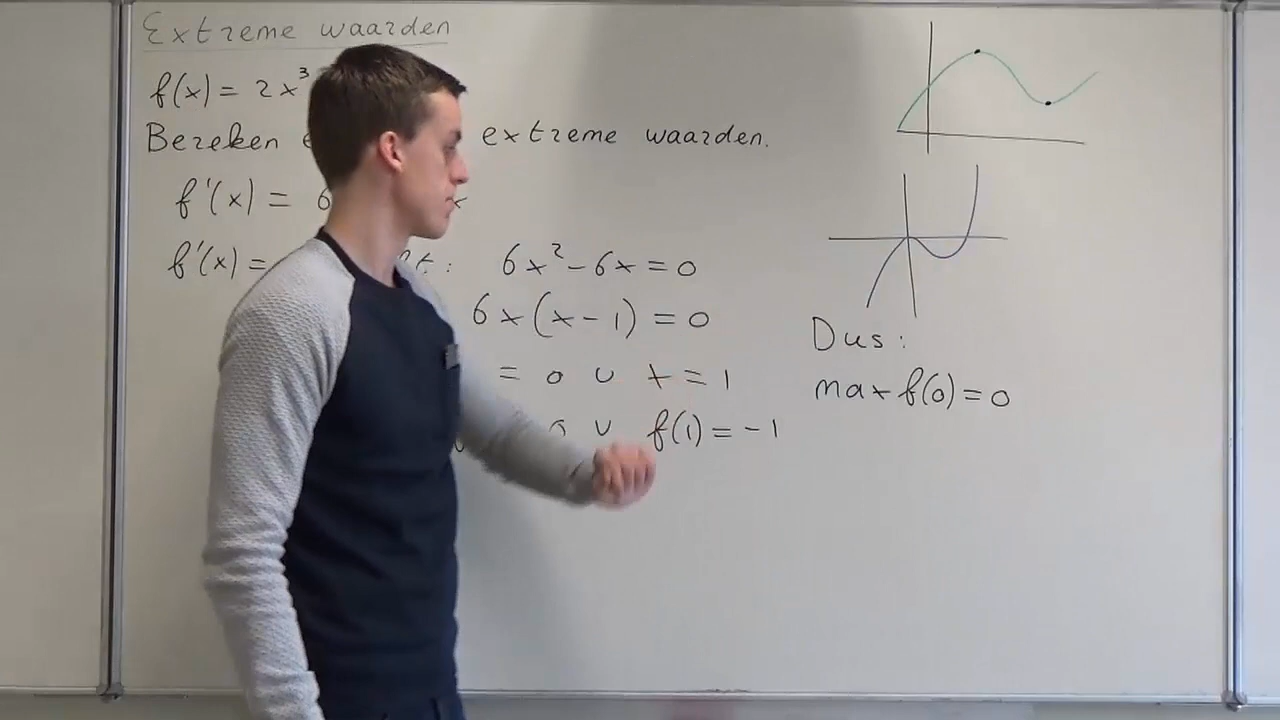 Extreme waarden
f(x) = 2x³
Bereken extreme waarden.
f'(x) = 6 x
f'(x) = : 6x² - 6x = 0
6x(x - 1) = 0
= 0 ∪ x = 1
∪ f(1) = -1
Dus:
max f(0) = 0